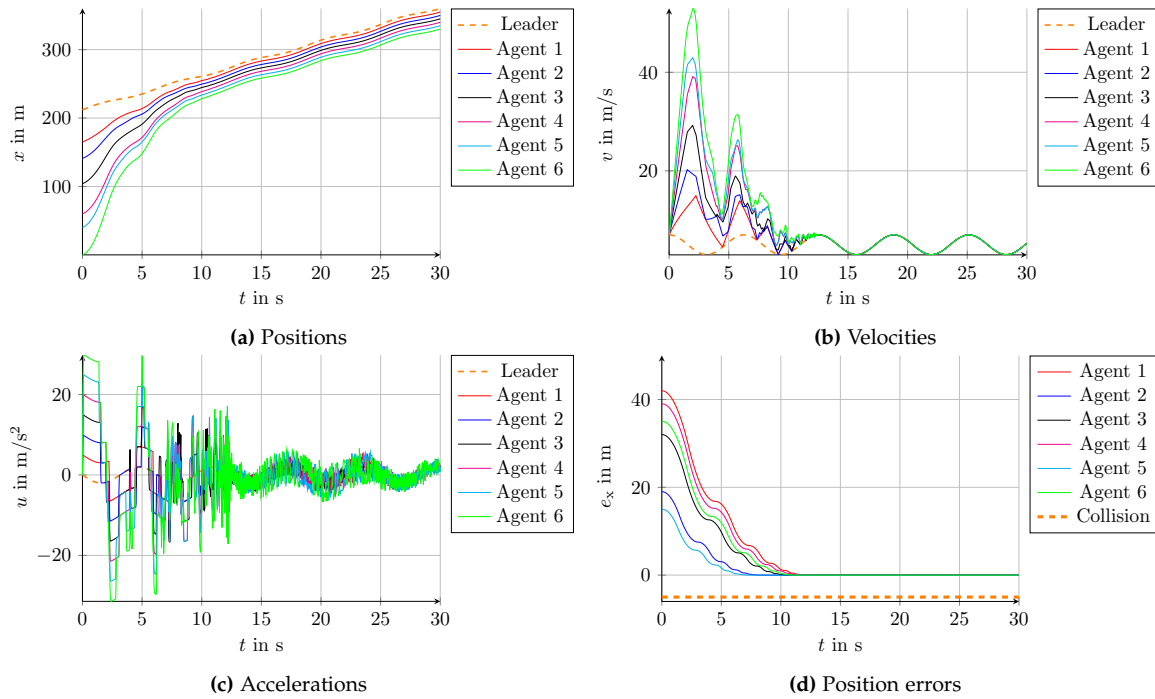 300
200
100
0
5
10
15
20
25
30
x in m
t in s
Leader
Agent 1
Agent 2
Agent 3
Agent 4
Agent 5
Agent 6
(a) Positions
40
20
0
5
10
15
20
25
30
v in m/s
t in s
Leader
Agent 1
Agent 2
Agent 3
Agent 4
Agent 5
Agent 6
(b) Velocities
20
0
−20
0
5
10
15
20
25
30
u in m/s²
t in s
Leader
Agent 1
Agent 2
Agent 3
Agent 4
Agent 5
Agent 6
(c) Accelerations
40
20
0
0
5
10
15
20
25
30
eₓ in m
t in s
Agent 1
Agent 2
Agent 3
Agent 4
Agent 5
Agent 6
Collision
(d) Position errors